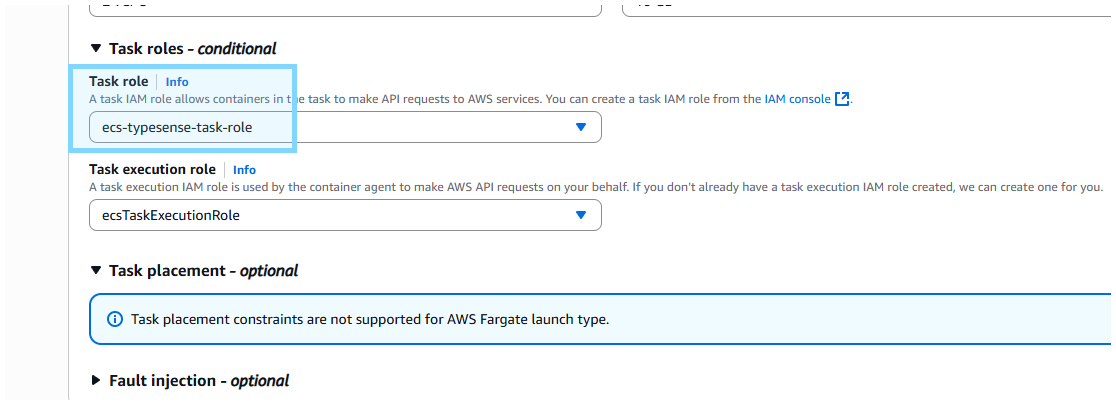 Task roles - conditional
Task role Info
A task IAM role allows containers in the task to make API requests to AWS services. You can create a task IAM role from the IAM console.
ecs-typesense-task-role
Task execution role Info
A task execution IAM role is used by the container agent to make AWS API requests on your behalf. If you don't already have a task execution IAM role created, we can create one for you.
ecsTaskExecutionRole
Task placement - optional
Task placement constraints are not supported for AWS Fargate launch type.
Fault injection - optional